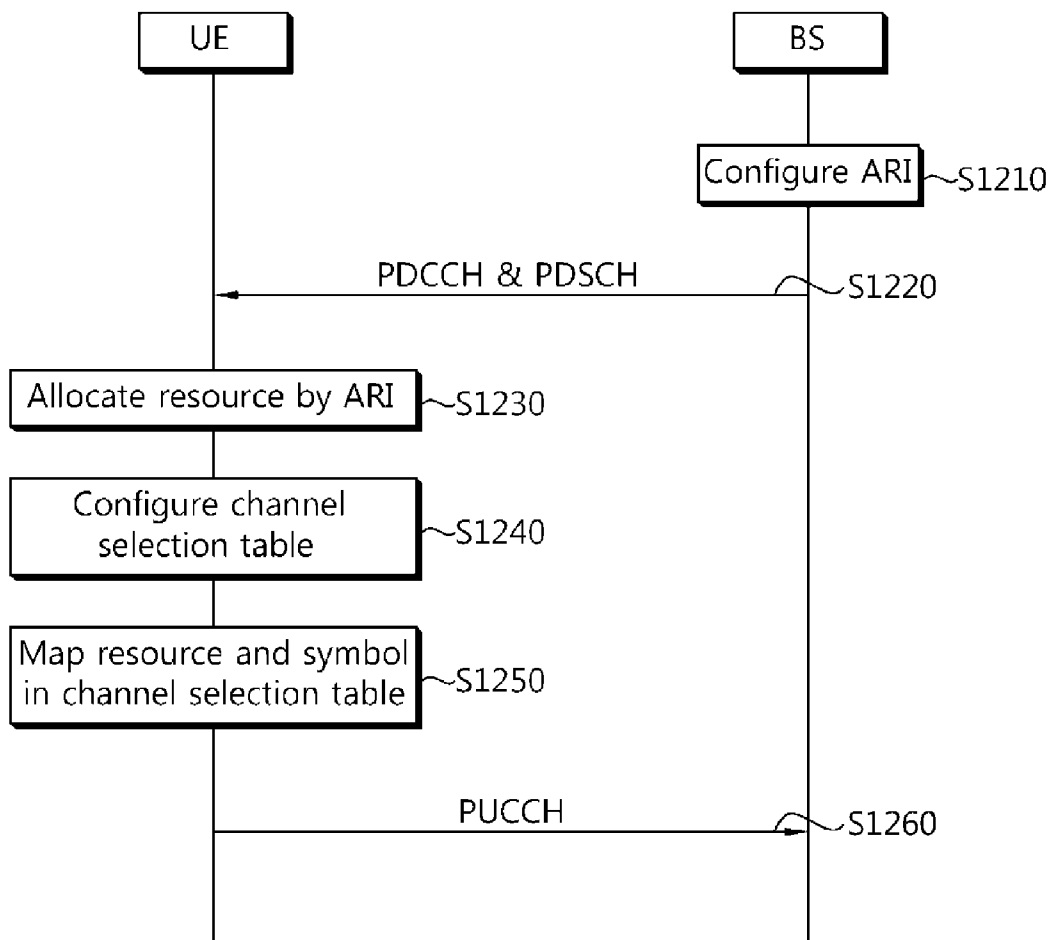 UE
BS
Configure ARI
S1210
PDCCH & PDSCH
S1220
Allocate resource by ARI
S1230
Configure channel
selection table
S1240
Map resource and symbol
in channel selection table
S1250
PUCCH
S1260